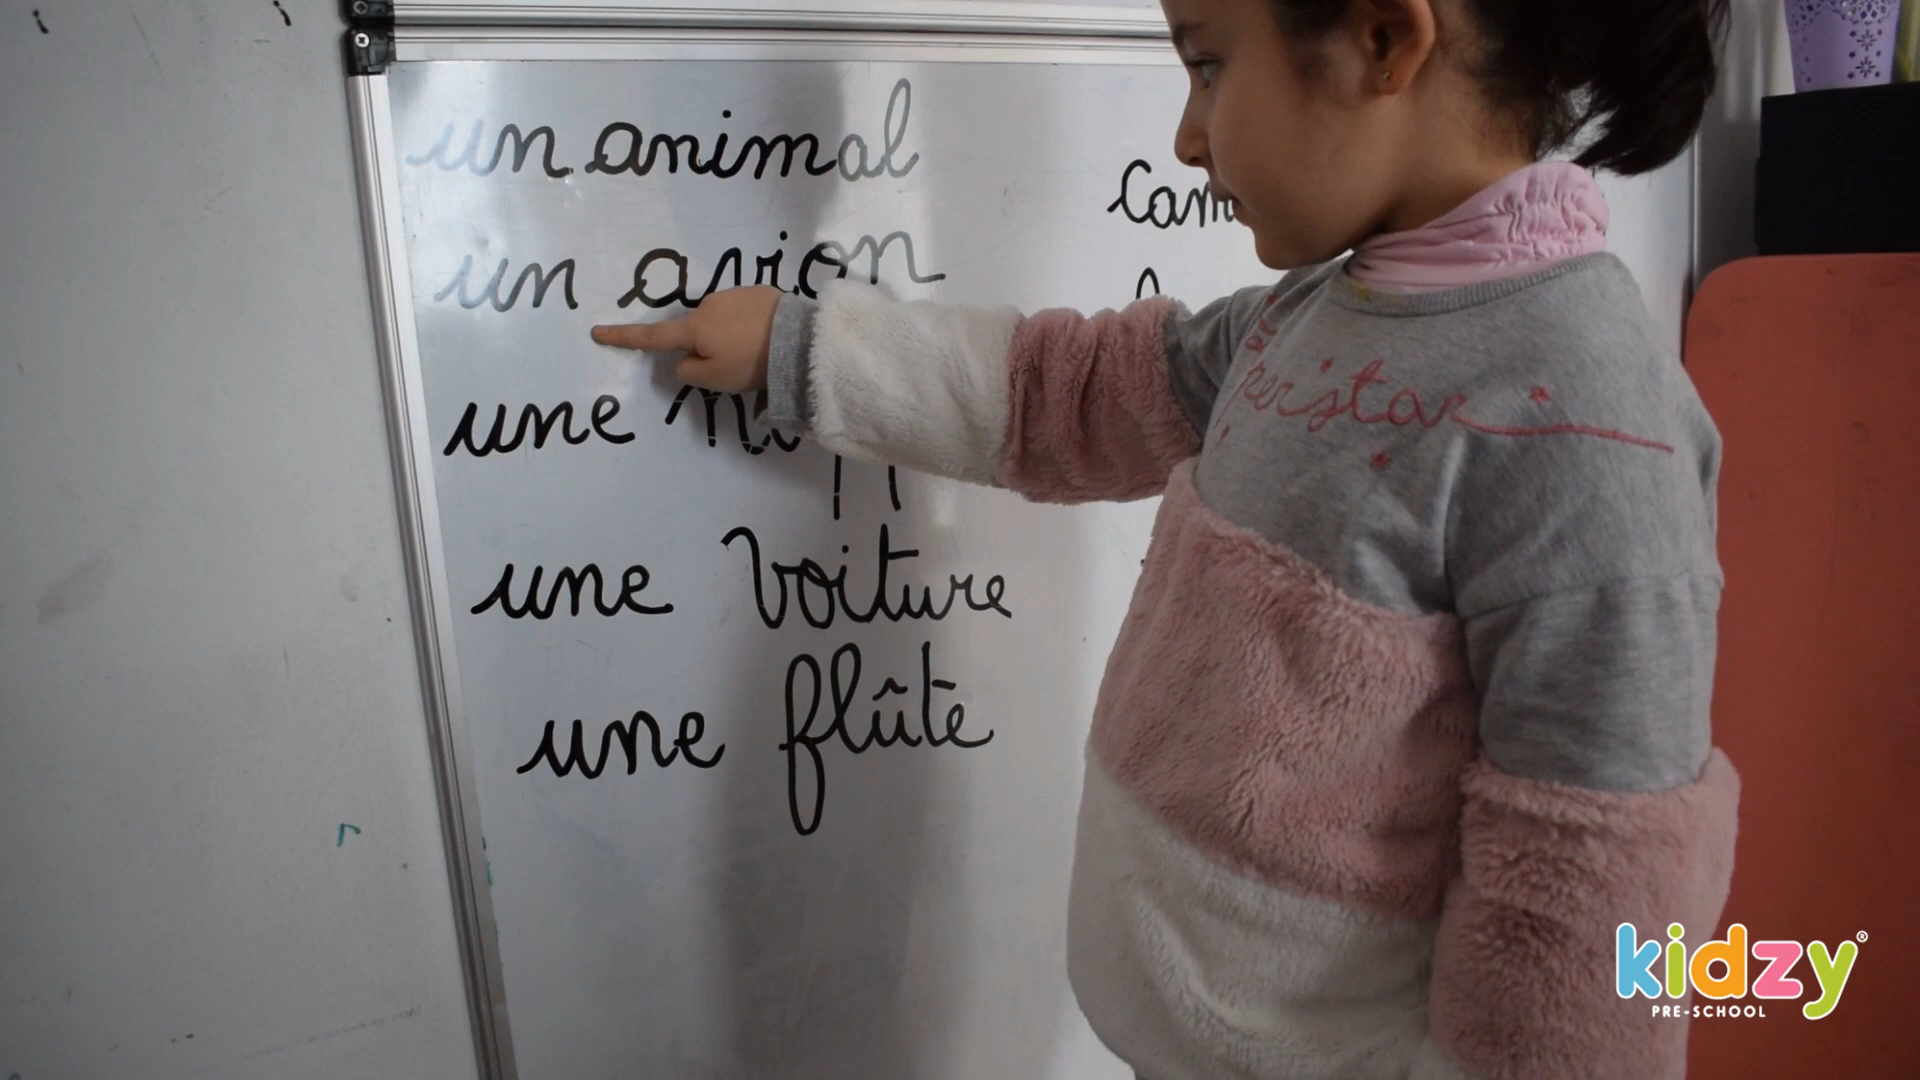 un animal
un avion
une
une voiture
une flûte
kidzy®
PRE-SCHOOL